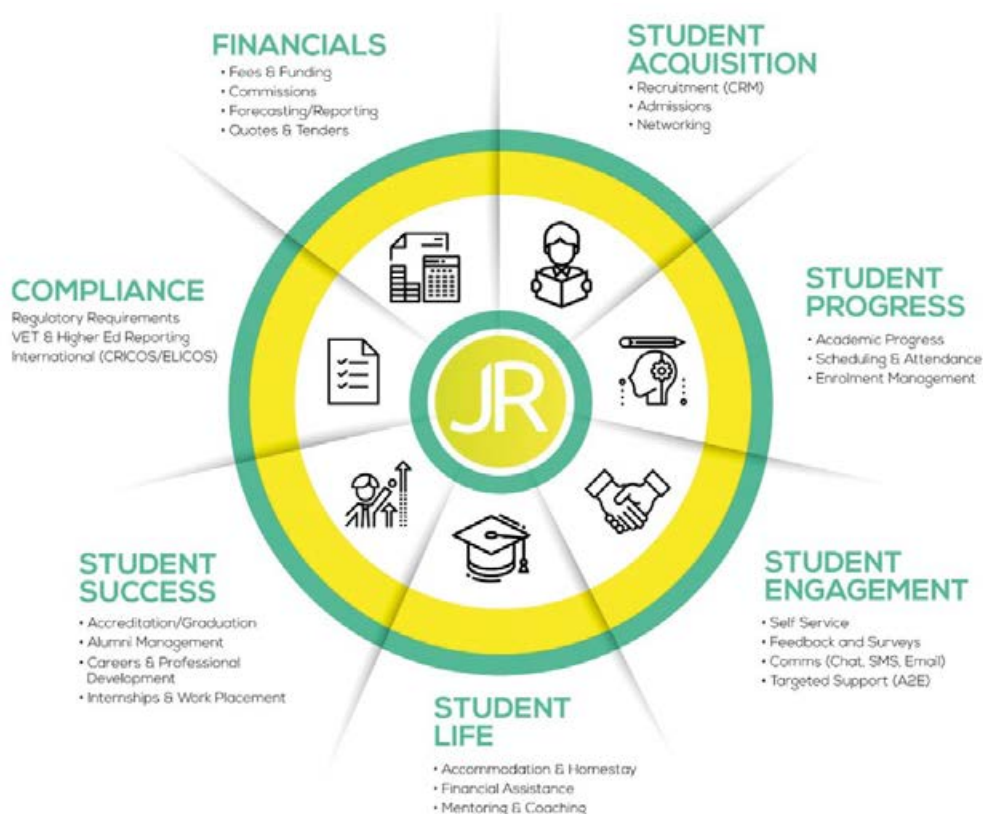 FINANCIALS
• Fees & Funding
• Commissions
• Forecasting/Reporting
• Quotes & Tenders
STUDENT
ACQUISITION
• Recruitment (CRM)
• Admissions
• Networking
COMPLIANCE
Regulatory Requirements
VET & Higher Ed Reporting
International (CRICOS/ELICOS)
STUDENT
PROGRESS
• Academic Progress
• Scheduling & Attendance
• Enrolment Management
JR
STUDENT
SUCCESS
• Accreditation/Graduation
• Alumni Management
• Careers & Professional
Development
• Internships & Work Placement
STUDENT
ENGAGEMENT
• Self Service
• Feedback and Surveys
• Comms (Chat, SMS, Email)
• Targeted Support (A2E)
STUDENT
LIFE
• Accommodation & Homestay
• Financial Assistance
• Mentoring & Coaching